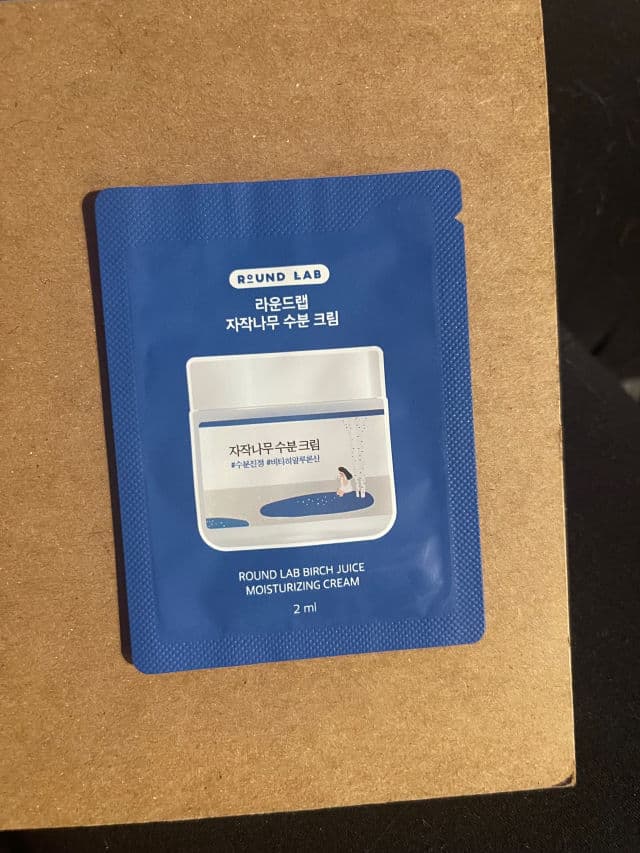 ROUND LAB
라운드랩
자작나무 수분 크림
자작나무 수분크림
#수분진정 #비타히알루론산
ROUND LAB BIRCH JUICE
MOISTURIZING CREAM
2 ml